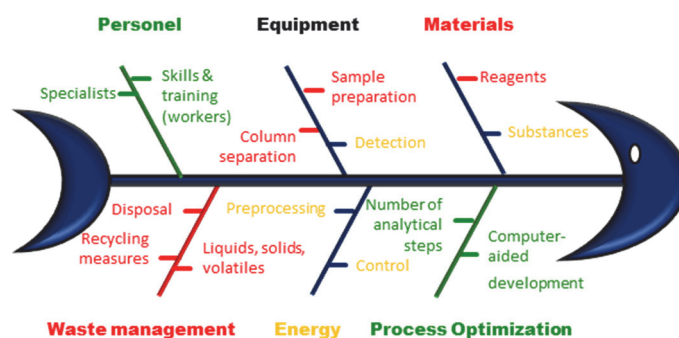 Personel
Equipment
Materials
Specialists
Skills &
training
(workers)
Sample
preparation
Column
separation
Detection
Reagents
Substances
Disposal
Recycling
measures
Liquids, solids,
volatiles
Preprocessing
Control
Number of
analytical
steps
Computer-
aided
development
Waste management
Energy
Process Optimization